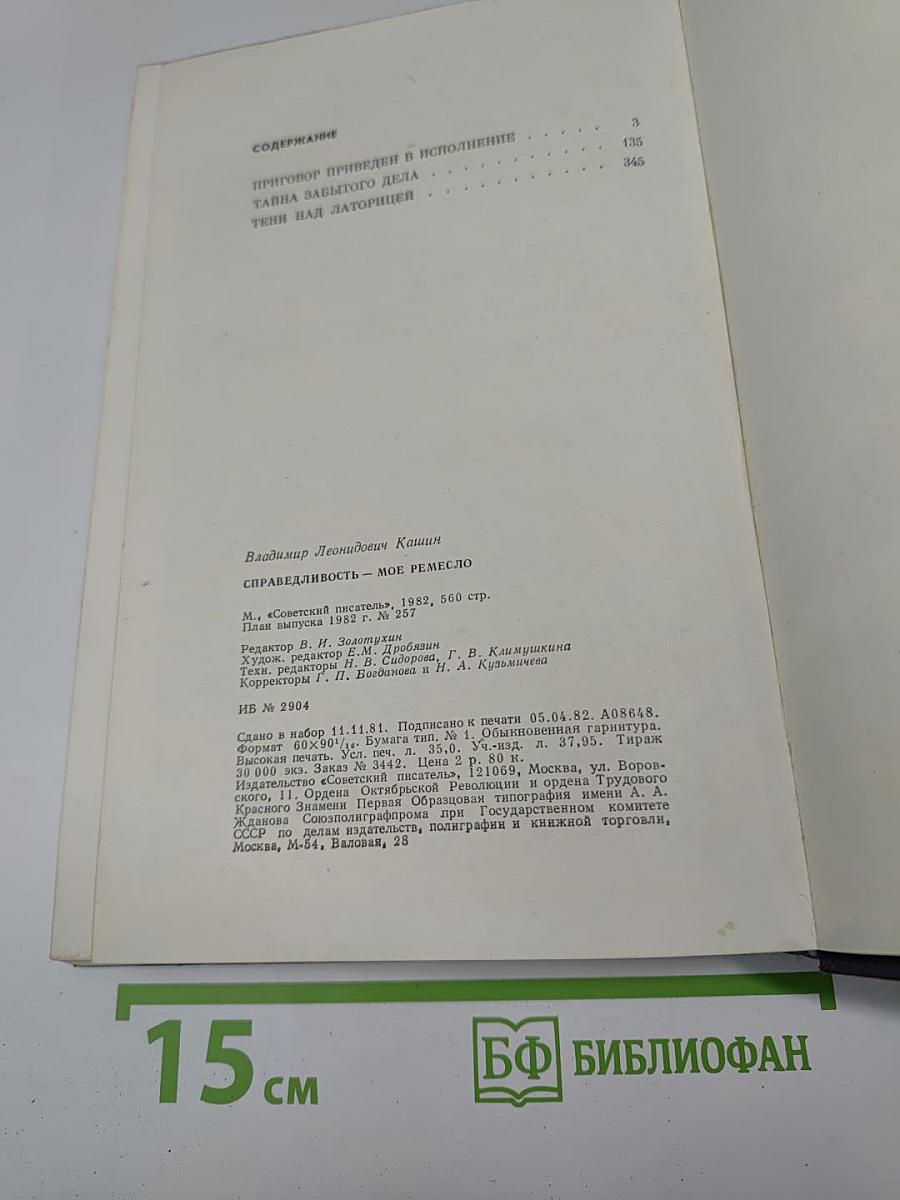 СОДЕРЖАНИЕ
ПРИГОВОР ПРИВЕДЕН В ИСПОЛНЕНИЕ . . . . . 3
ТАЙНА ЗАБЫТОГО ДЕЛА . . . . . . . . . . 135
ТЕНИ НАД ЛАТОРИЦЕЙ . . . . . . . . . . 345
Владимир Леонидович Кашин
СПРАВЕДЛИВОСТЬ — МОЕ РЕМЕСЛО
М., «Советский писатель», 1982, 560 стр.
План выпуска 1982 г. № 257
Редактор В. И. Золотухин
Худож. редактор Е.М. Дробязин
Техн. редакторы Н. В. Сидорова, Г. В. Климушкина
Корректоры Г. П. Богданова и Н. А. Кузьмичева
ИБ № 2904
Сдано в набор 11.11.81. Подписано к печати 05.04.82. А08648.
Формат 60×90¹/₁₆. Бумага тип. № 1. Обыкновенная гарнитура.
Высокая печать. Усл. печ. л. 35,0. Уч.-изд. л. 37,95. Тираж
30 000 экз. Заказ № 3442. Цена 2 р. 80 к.
Издательство «Советский писатель», 121069, Москва, ул. Воров-
ского, 11. Ордена Октябрьской Революции и ордена Трудового
Красного Знамени Первая Образцовая типография имени А. А.
Жданова Союзполиграфпрома при Государственном комитете
СССР по делам издательств, полиграфии и книжной торговли,
Москва, М-54, Валовая, 28
15 см
БФ БИБЛИОФАН